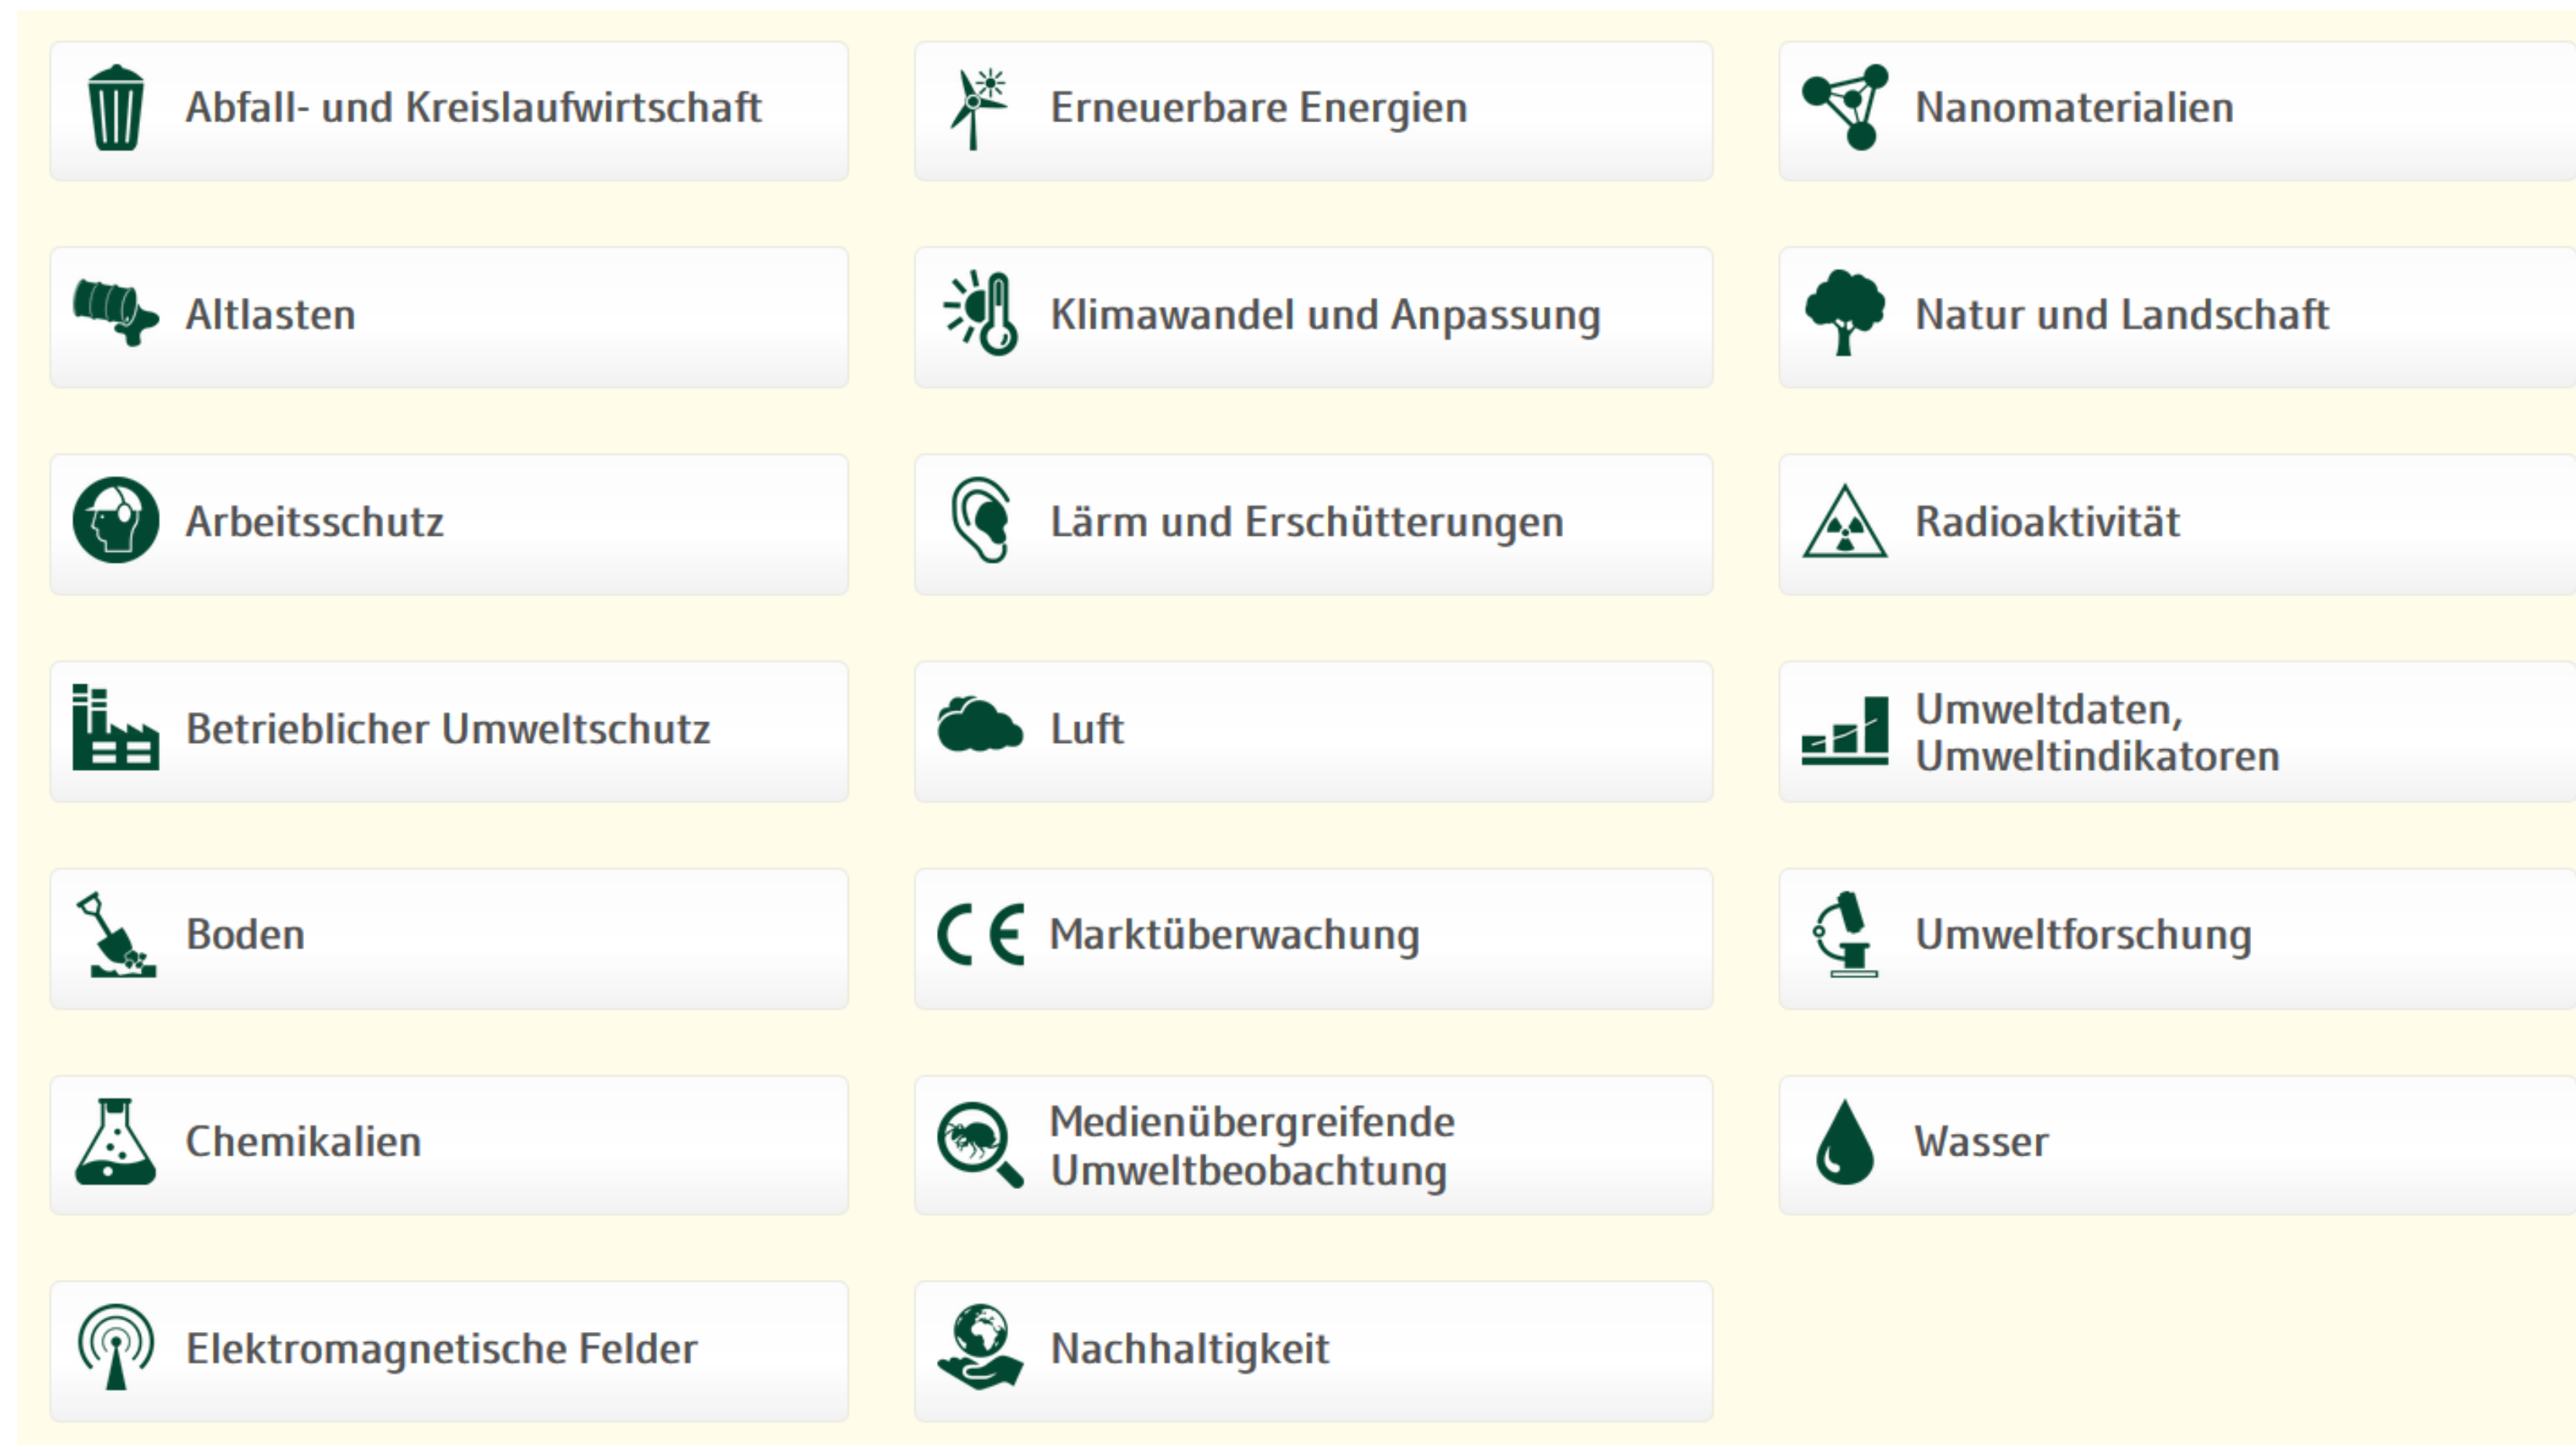 Abfall- und Kreislaufwirtschaft
Erneuerbare Energien
Nanomaterialien
Altlasten
Klimawandel und Anpassung
Natur und Landschaft
Arbeitsschutz
Lärm und Erschütterungen
Radioaktivität
Betrieblicher Umweltschutz
Luft
Umweltdaten,
Umweltindikatoren
Boden
CE
Marktüberwachung
Umweltforschung
Chemikalien
Medienübergreifende
Umweltbeobachtung
Wasser
Elektromagnetische Felder
Nachhaltigkeit